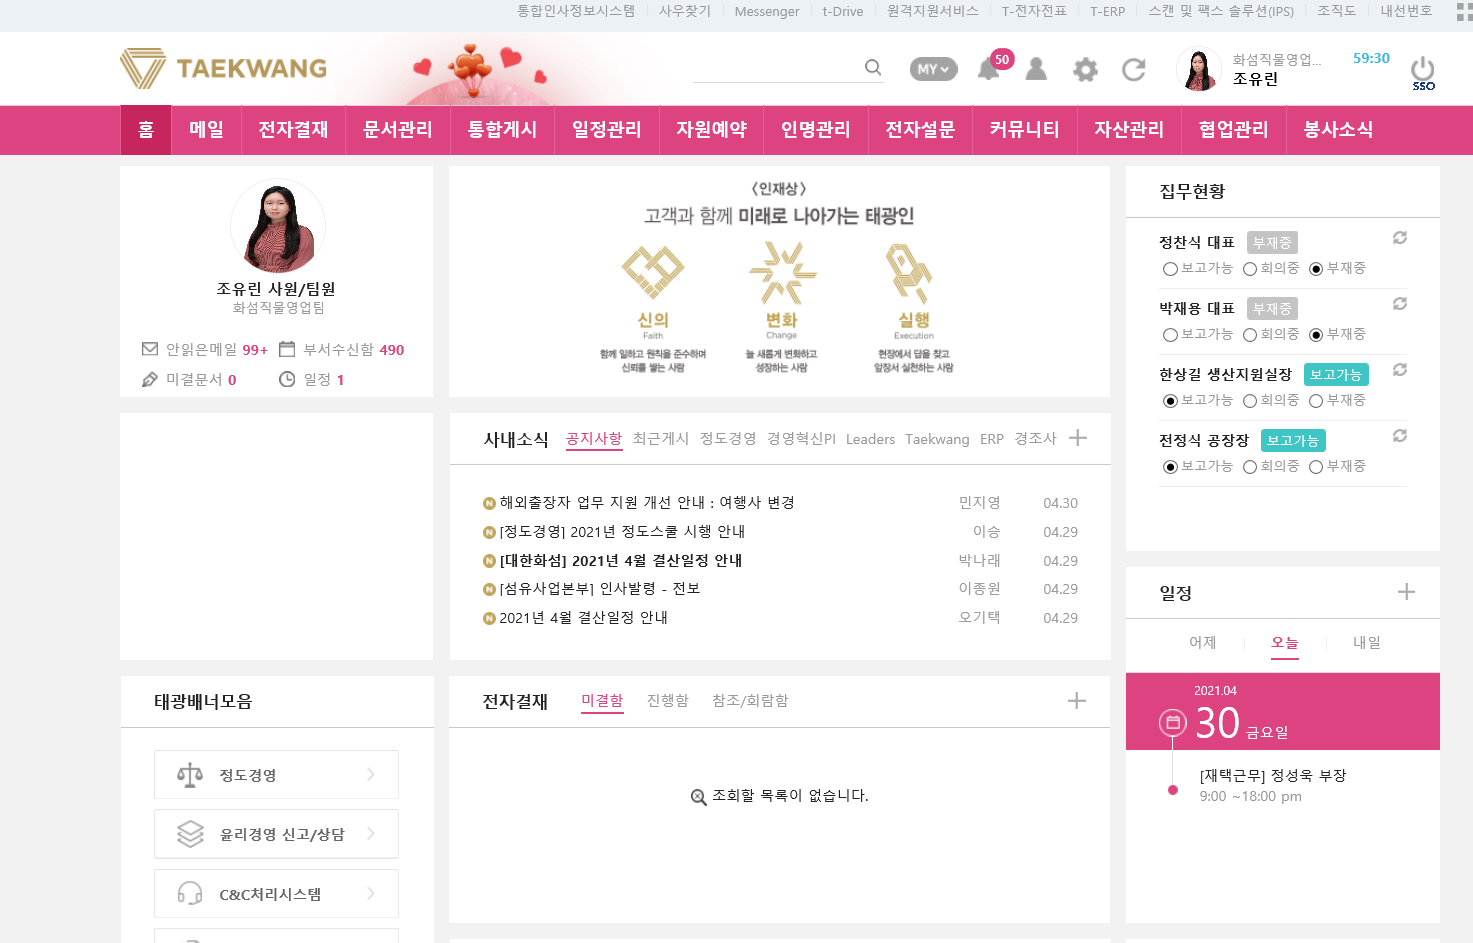 통합인사정보시스템 사우찾기 Messenger t-Drive 원격지원서비스 T-전자전표 T-ERP 스캔 및 팩스 솔루션(IPS) 조직도 내선번호
TAEKWANG
MY
50
화섬직물영업...
조유린
59:30
SSO
홈 메일 전자결재 문서관리 통합게시 일정관리 자원예약 인명관리 전자설문 커뮤니티 자산관리 협업관리 봉사소식
조유린 사원/팀원
화섬직물영업팀
안읽은메일 99+ 부서수신함 490
미결문서 0 일정 1
<인재상>
고객과 함께 미래로 나아가는 태광인
신의 변화 실행
Faith Change Execution
함께 일하고 원칙을 준수하며 늘 새롭게 변화하고 현장에서 답을 찾고
신뢰를 쌓는 사람 성장하는 사람 앞장서 실천하는 사람
집무현황
정찬식 대표 부재중
보고가능 회의중 부재중
박재용 대표 부재중
보고가능 회의중 부재중
한상길 생산지원실장 보고가능
보고가능 회의중 부재중
전정식 공장장 보고가능
보고가능 회의중 부재중
사내소식 공지사항 최근게시 정도경영 경영혁신PI Leaders Taekwang ERP 경조사
N 해외출장자 업무 지원 개선 안내 : 여행사 변경 민지영 04.30
N [정도경영] 2021년 정도스쿨 시행 안내 이승 04.29
N [대한화섬] 2021년 4월 결산일정 안내 박나래 04.29
N [섬유사업본부] 인사발령 - 전보 이종원 04.29
N 2021년 4월 결산일정 안내 오기택 04.29
일정
어제 오늘 내일
2021.04
30 금요일
[재택근무] 정성욱 부장
9:00 ~18:00 pm
태광배너모음
정도경영
윤리경영 신고/상담
C&C처리시스템
전자결재 미결함 진행함 참조/회람함
조회할 목록이 없습니다.